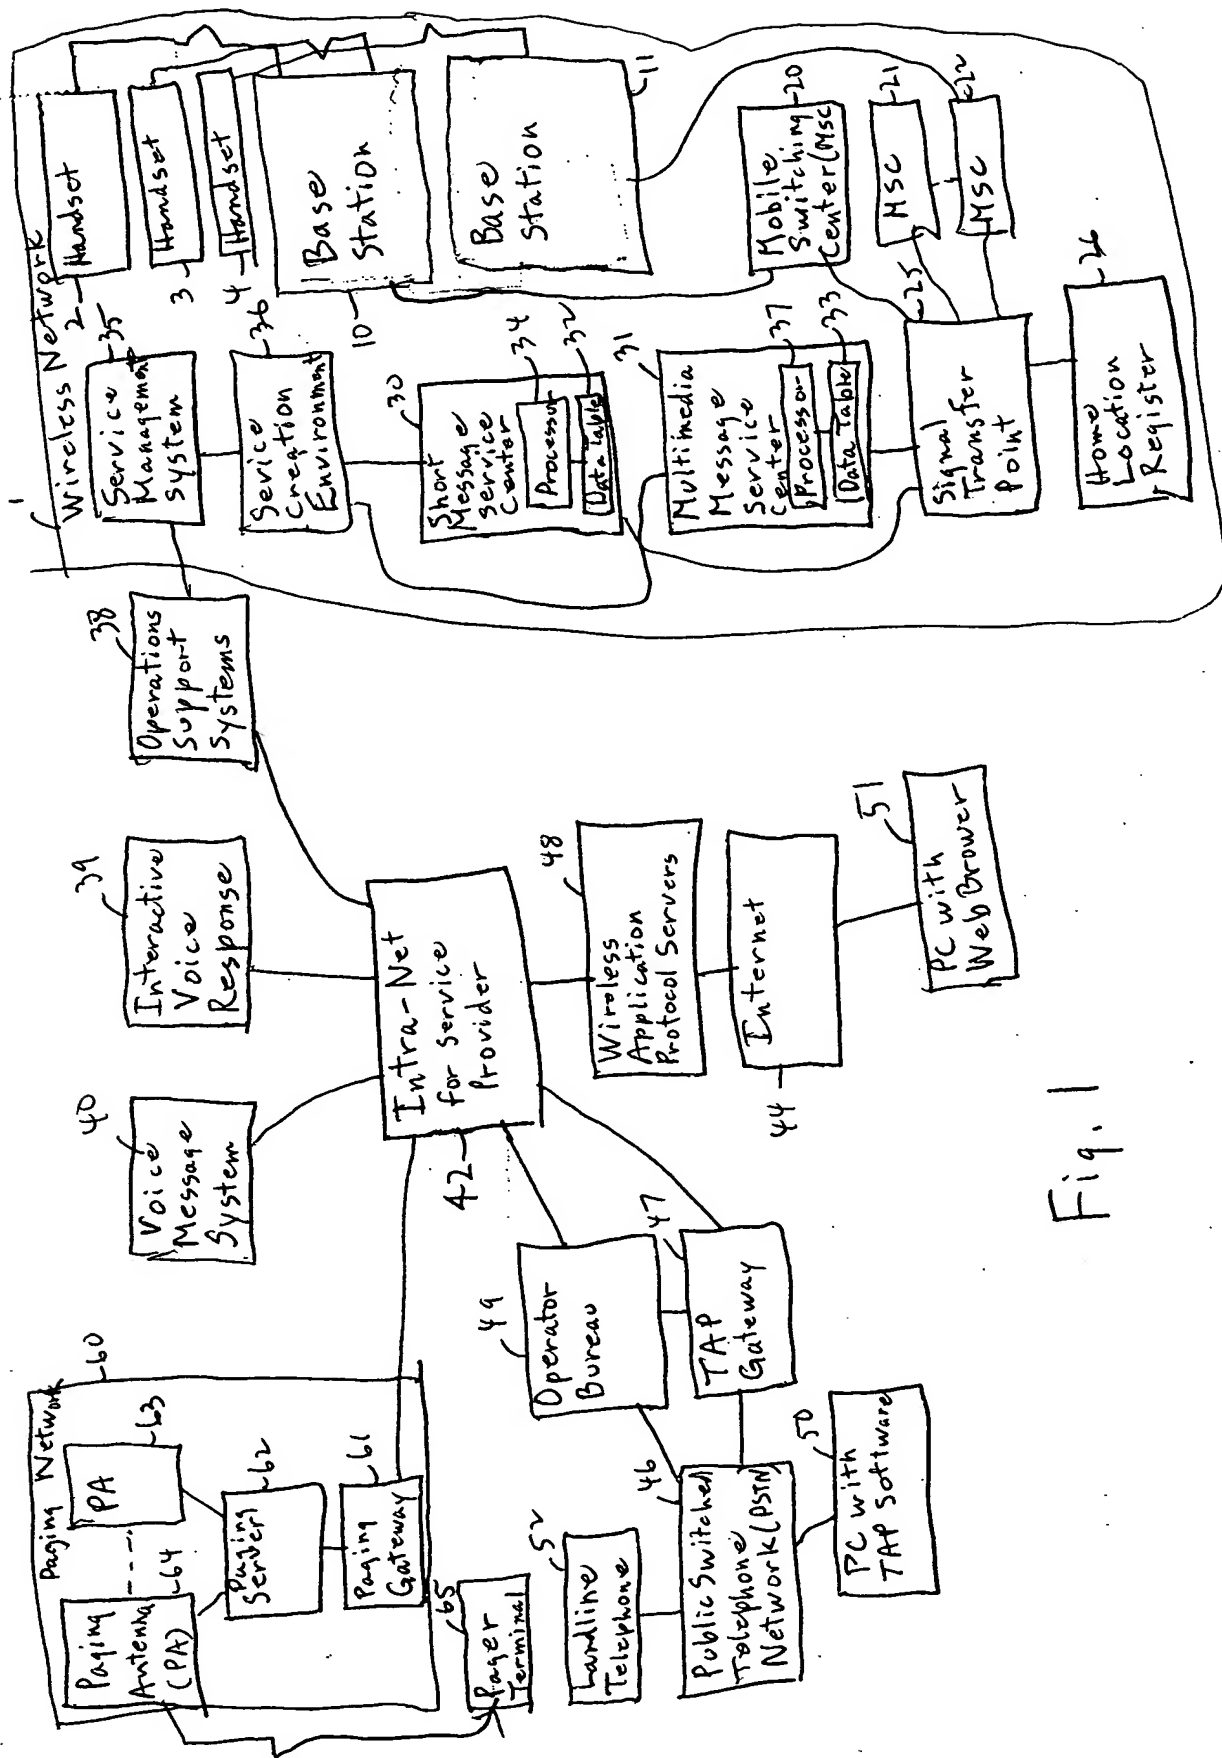 1
Wireless Network
2
Handset
3
Handset
4
Handset
10
Base
Station
Base
Station
11
35
Service
Management
System
36
Service
Creation
Environment
30
Short
Message
Service
Center
34
Processor
32
Data Table
31
Multimedia
Message
Service
Center
37
Processor
33
Data Table
20
Mobile
Switching
Center (MSC
21
MSC
22
MSC
25
Signal
Transfer
Point
26
Home
Location
Register
38
Operations
Support
Systems
39
Interactive
Voice
Response
40
Voice
Message
System
42
Intra-Net
for Service
Provider
48
Wireless
Application
Protocol Servers
44
Internet
51
PC with
Web Brower
Paging Network
60
63
PA
64
Paging
Antenna
(PA)
62
Paging
Server
61
Paging
Gateway
65
Pager
Terminal
49
Operator
Bureau
47
TAP
Gateway
52
Landline
Telephone
46
Public Switched
Telephone
Network (PSTN)
50
PC with
TAP Software
Fig. 1